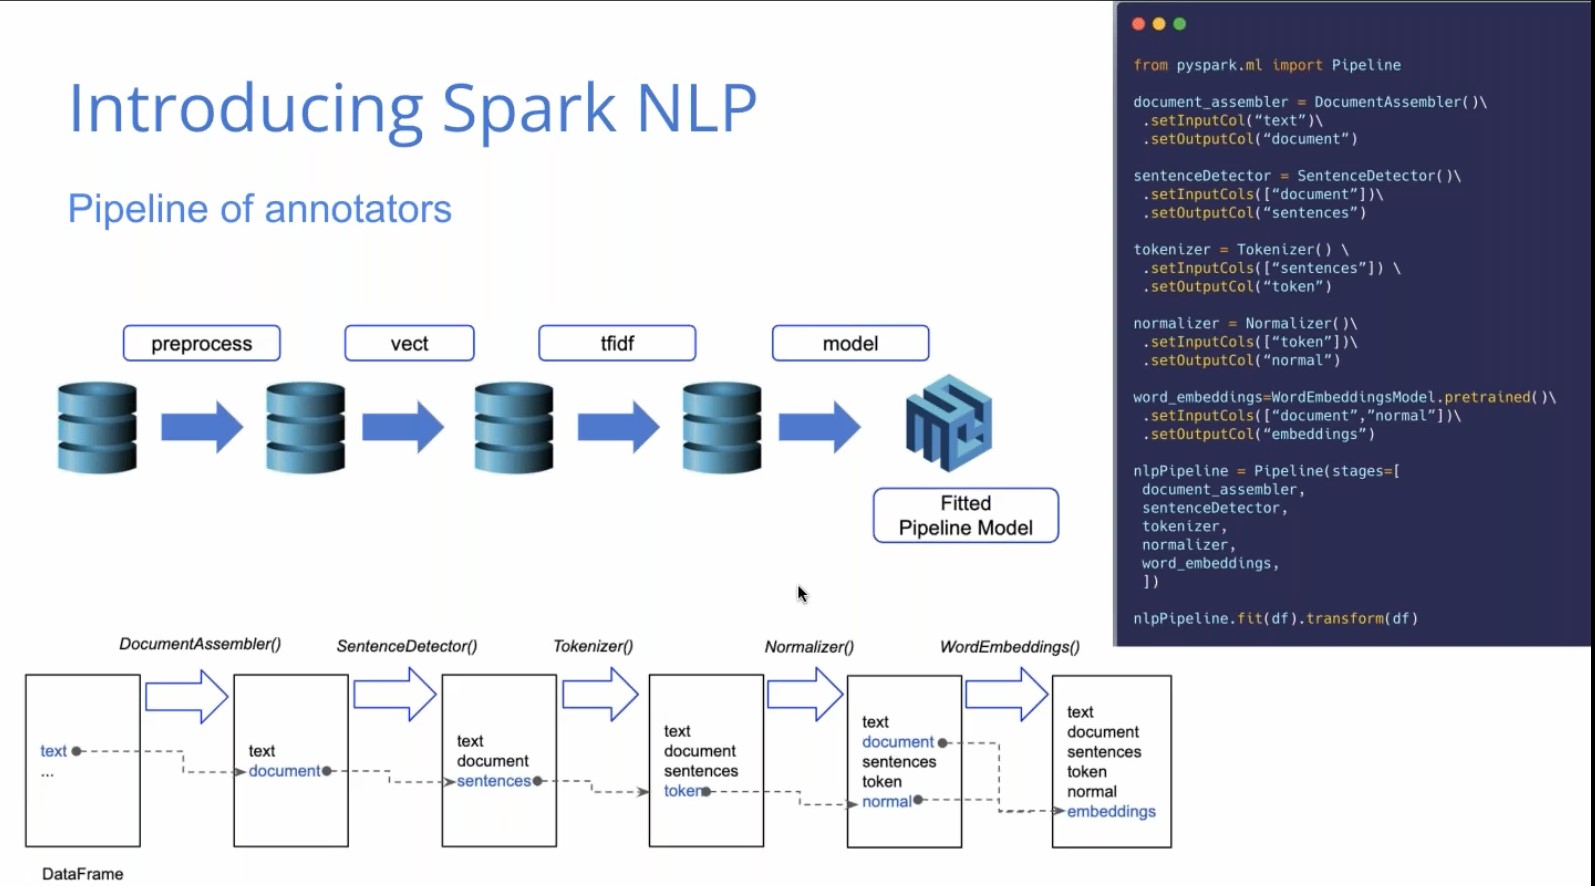 Introducing Spark NLP
Pipeline of annotators
preprocess
vect
tfidf
model
Fitted
Pipeline Model
from pyspark.ml import Pipeline
document_assembler = DocumentAssembler()\
.setInputCol(“text”)\
.setOutputCol(“document”)
sentenceDetector = SentenceDetector()\
.setInputCols([“document”])\
.setOutputCol(“sentences”)
tokenizer = Tokenizer() \
.setInputCols([“sentences”]) \
.setOutputCol(“token”)
normalizer = Normalizer()\
.setInputCols([“token”])\
.setOutputCol(“normal”)
word_embeddings=WordEmbeddingsModel.pretrained()\
.setInputCols([“document”,”normal”])\
.setOutputCol(“embeddings”)
nlpPipeline = Pipeline(stages=[
document_assembler,
sentenceDetector,
tokenizer,
normalizer,
word_embeddings,
])
nlpPipeline.fit(df).transform(df)
DocumentAssembler()
SentenceDetector()
Tokenizer()
Normalizer()
WordEmbeddings()
text
...
DataFrame
text
document
text
document
sentences
text
document
sentences
token
text
document
sentences
token
normal
text
document
sentences
token
normal
embeddings